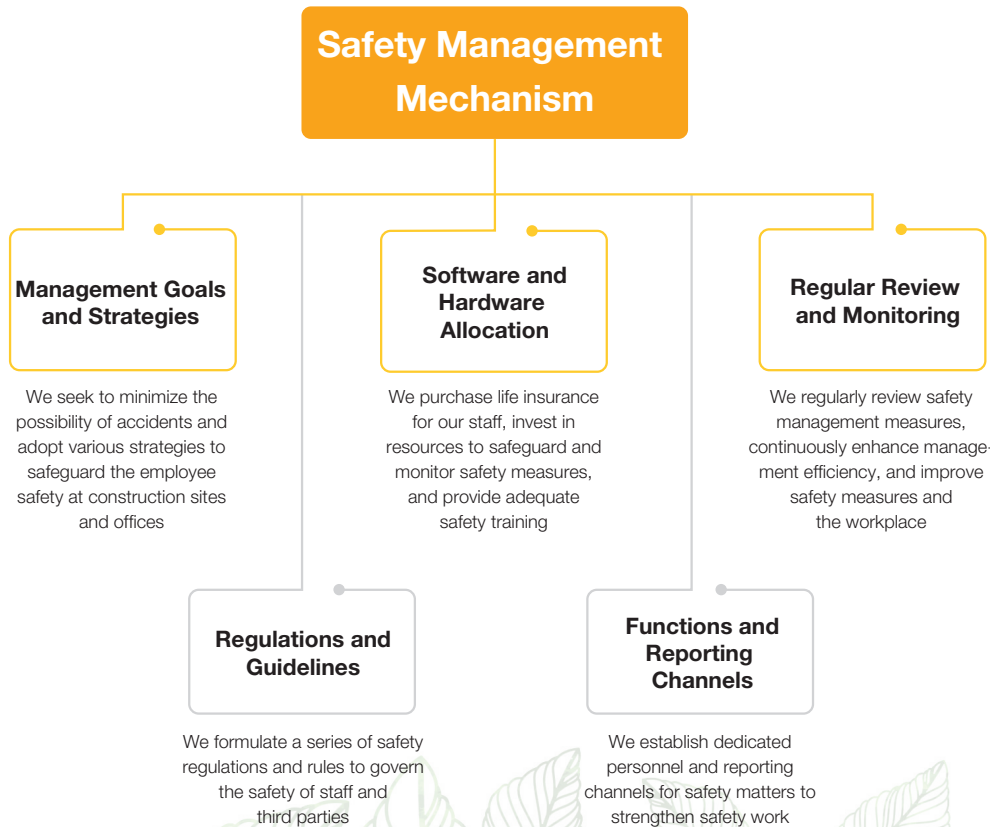 Safety Management
Mechanism
Management Goals
and Strategies
We seek to minimize the
possibility of accidents and
adopt various strategies to
safeguard the employee
safety at construction sites
and offices
Software and
Hardware
Allocation
We purchase life insurance
for our staff, invest in
resources to safeguard and
monitor safety measures,
and provide adequate
safety training
Regular Review
and Monitoring
We regularly review safety
management measures,
continuously enhance manage-
ment efficiency, and improve
safety measures and
the workplace
Regulations and
Guidelines
We formulate a series of safety
regulations and rules to govern
the safety of staff and
third parties
Functions and
Reporting
Channels
We establish dedicated
personnel and reporting
channels for safety matters to
strengthen safety work